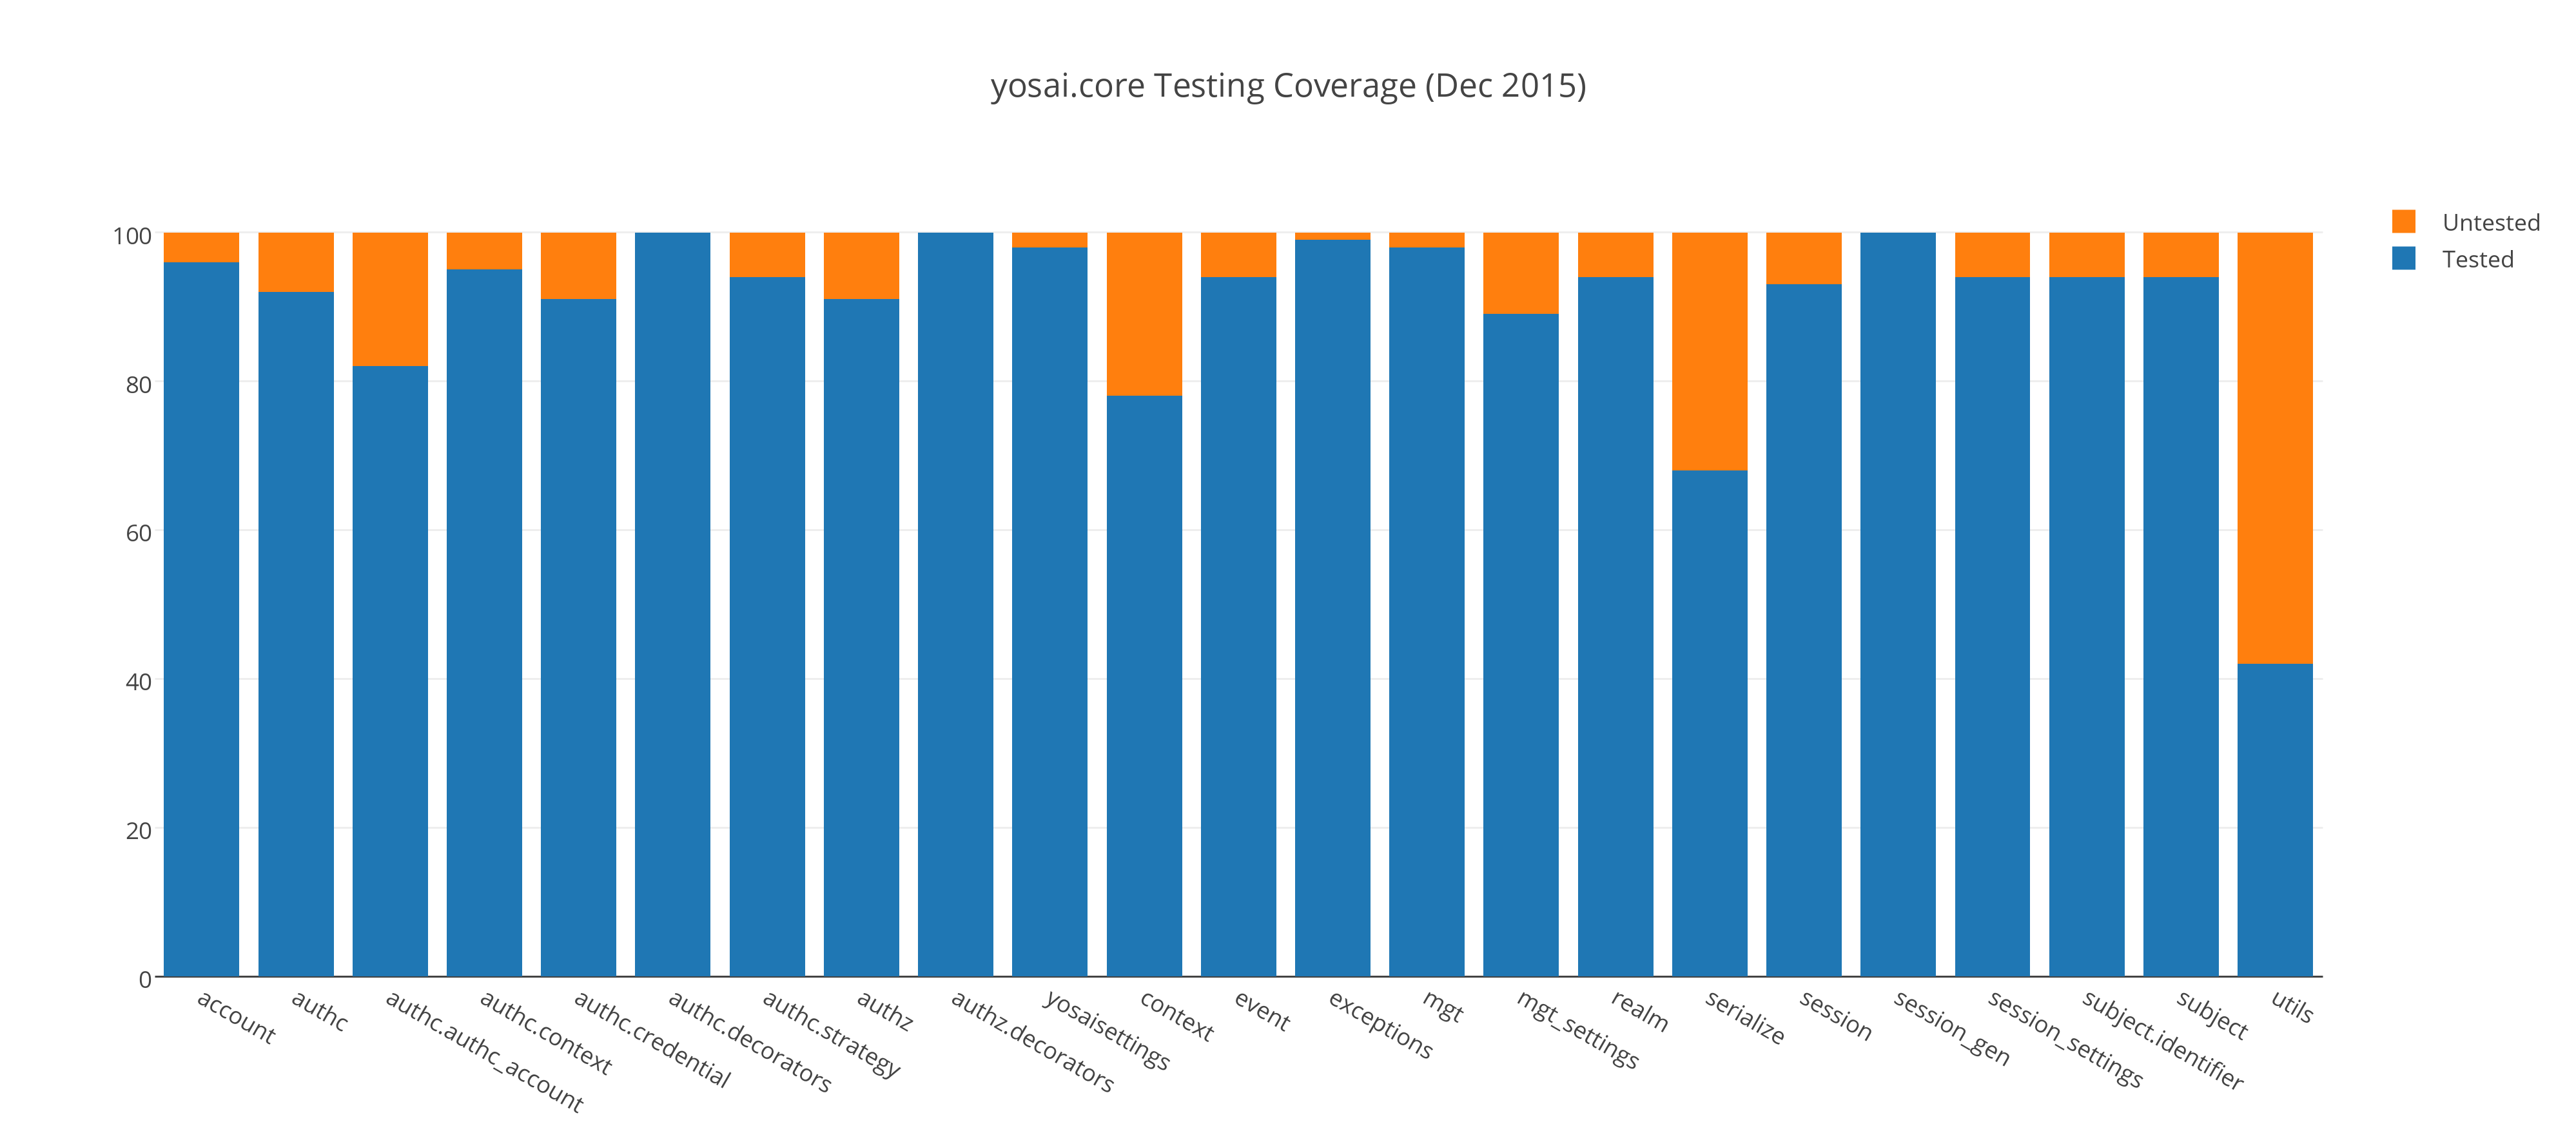 yosai.core Testing Coverage (Dec 2015)
Untested
Tested
100
80
60
40
20
0
account
authc
authc.authc_account
authc.context
authc.credential
authc.decorators
authc.strategy
authz
authz.decorators
yosaisettings
context
event
exceptions
mgt
mgt_settings
realm
serialize
session
session_gen
session_settings
subject.identifier
subject
utils